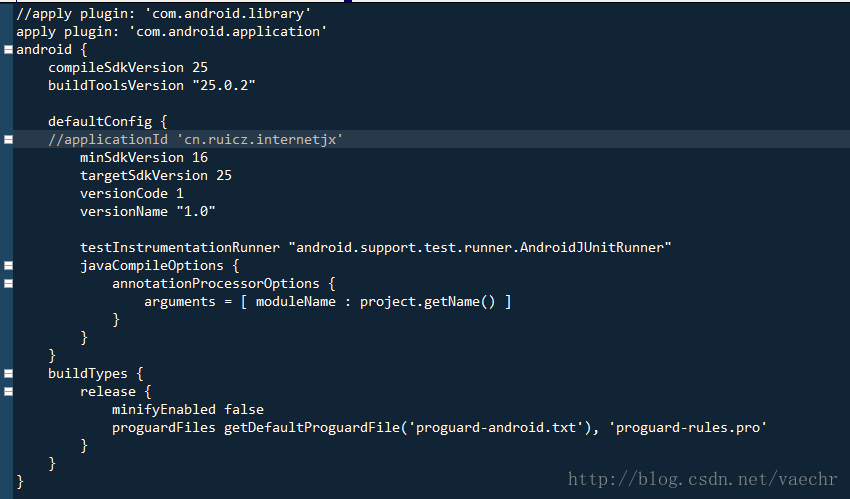 //apply plugin: 'com.android.library'
apply plugin: 'com.android.application'
android {
    compileSdkVersion 25
    buildToolsVersion "25.0.2"

    defaultConfig {
    //applicationId 'cn.ruicz.internetjx'
        minSdkVersion 16
        targetSdkVersion 25
        versionCode 1
        versionName "1.0"

        testInstrumentationRunner "android.support.test.runner.AndroidJUnitRunner"
        javaCompileOptions {
            annotationProcessorOptions {
                arguments = [ moduleName : project.getName() ]
            }
        }
    }
    buildTypes {
        release {
            minifyEnabled false
            proguardFiles getDefaultProguardFile('proguard-android.txt'), 'proguard-rules.pro'
        }
    }
}
http://blog.csdn.net/vaechr